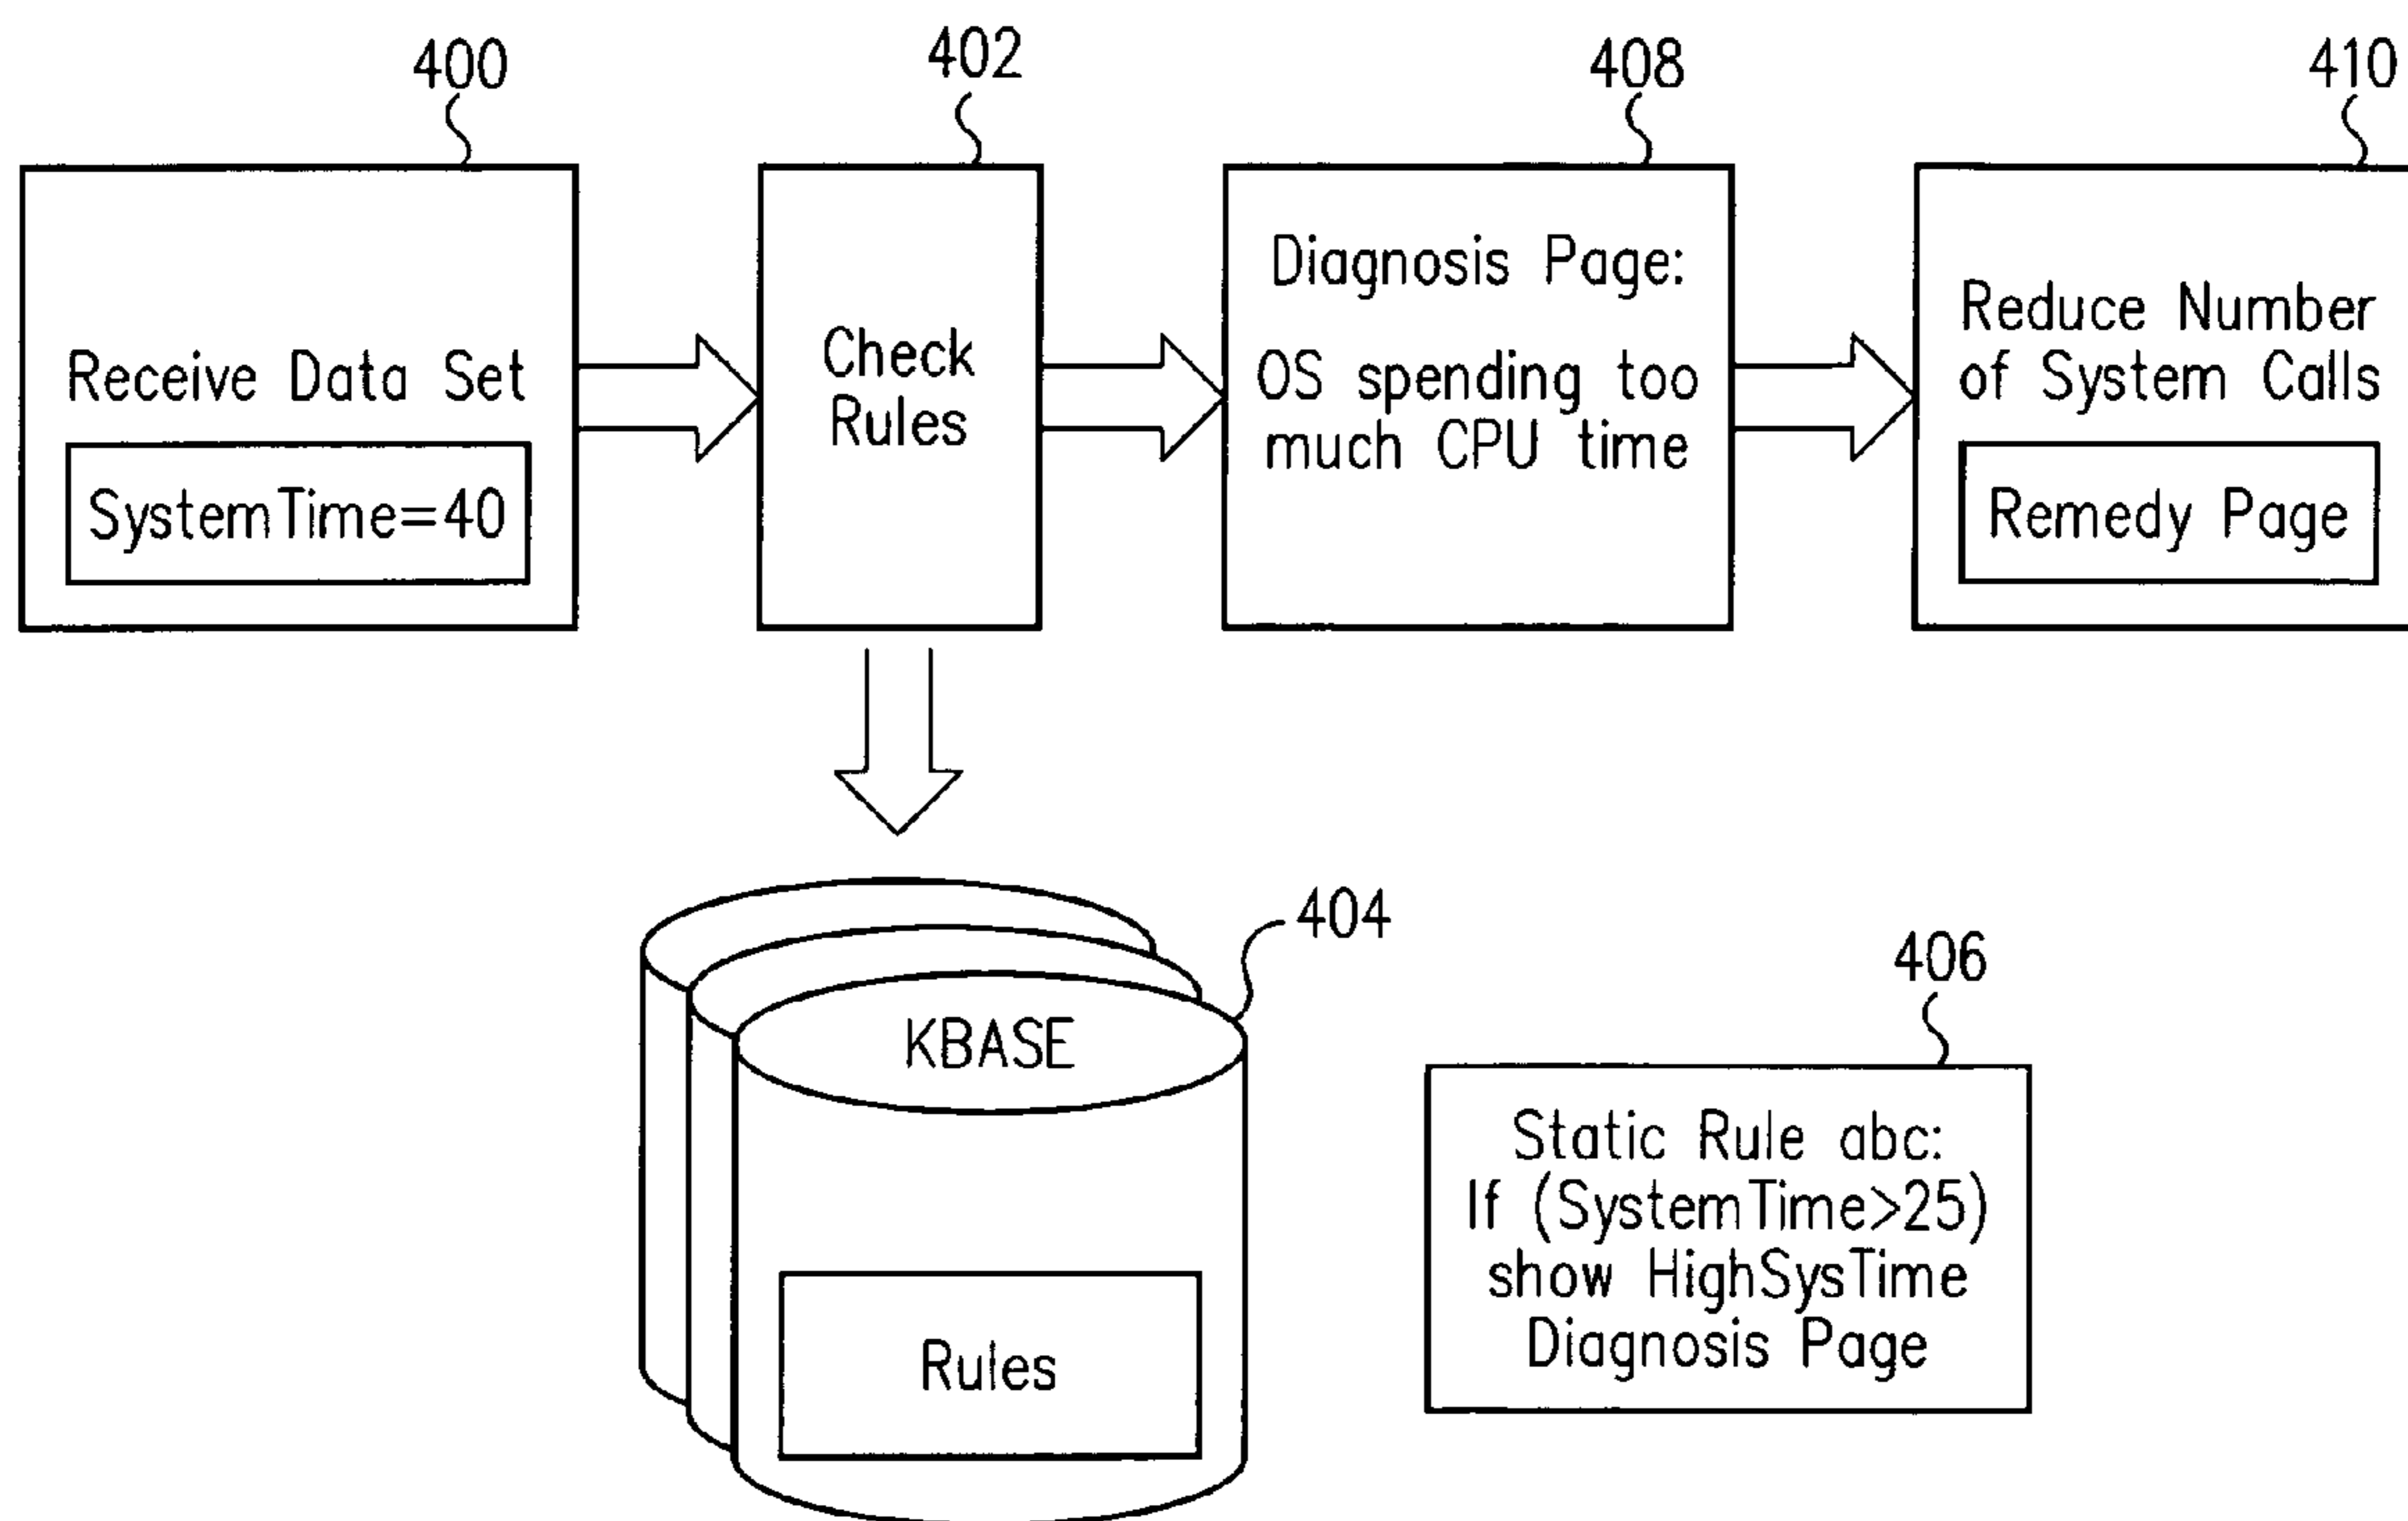 400
402
408
410
Receive Data Set
SystemTime=40
Check
Rules
Diagnosis Page:
OS spending too
much CPU time
Reduce Number
of System Calls
Remedy Page
404
KBASE
Rules
406
Static Rule abc:
If (SystemTime>25)
show HighSysTime
Diagnosis Page